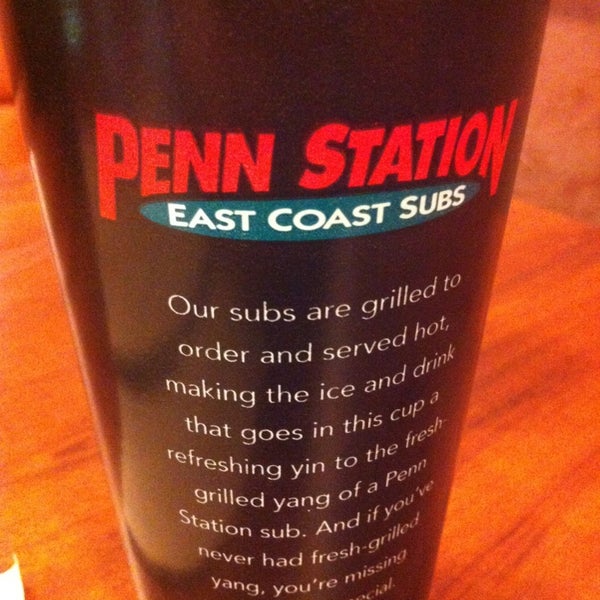 PENN STATION
EAST COAST SUBS
Our subs are grilled to
order and served hot,
making the ice and drink
that goes in this cup a
refreshing yin to the fresh-
grilled yang of a Penn
Station sub. And if you've
never had fresh-grilled
yang, you're missing